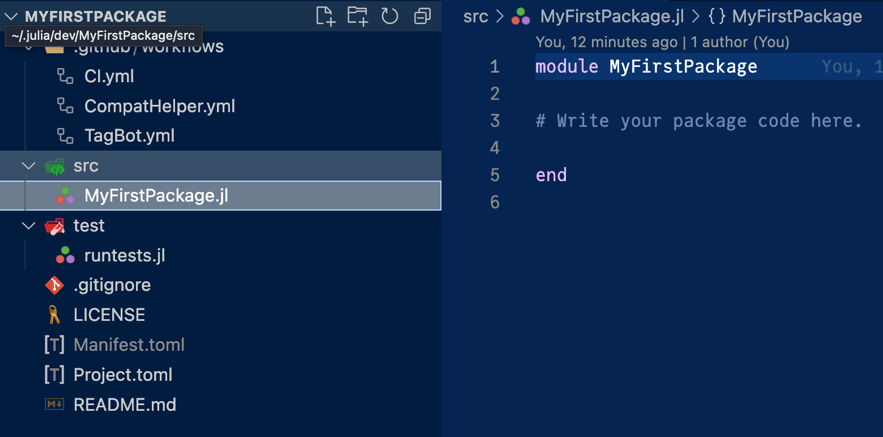 MYFIRSTPACKAGE
~/.julia/dev/MyFirstPackage/src
.github/workflows
CI.yml
CompatHelper.yml
TagBot.yml
src
MyFirstPackage.jl
test
runtests.jl
.gitignore
LICENSE
[T] Manifest.toml
[T] Project.toml
README.md
src > MyFirstPackage.jl > {} MyFirstPackage
You, 12 minutes ago | 1 author (You)
1 module MyFirstPackage You, 1
2
3 # Write your package code here.
4
5 end
6